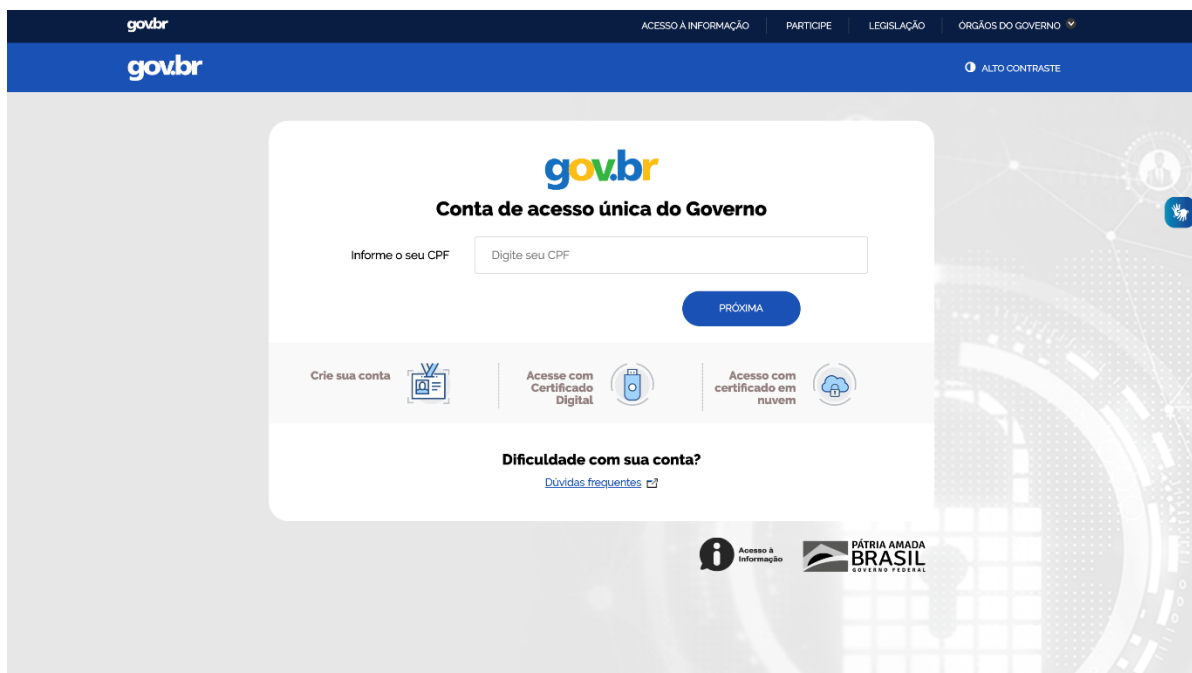 gov.br
ACESSO À INFORMAÇÃO
PARTICIPE
LEGISLAÇÃO
ÓRGÃOS DO GOVERNO
gov.br
ALTO CONTRASTE
gov.br
Conta de acesso única do Governo
Informe o seu CPF
Digite seu CPF
PRÓXIMA
Crie sua conta
Acesse com
Certificado
Digital
Acesso com
certificado em
nuvem
Dificuldade com sua conta?
Dúvidas frequentes
Acesso à
Informação
PÁTRIA AMADA
BRASIL
GOVERNO FEDERAL